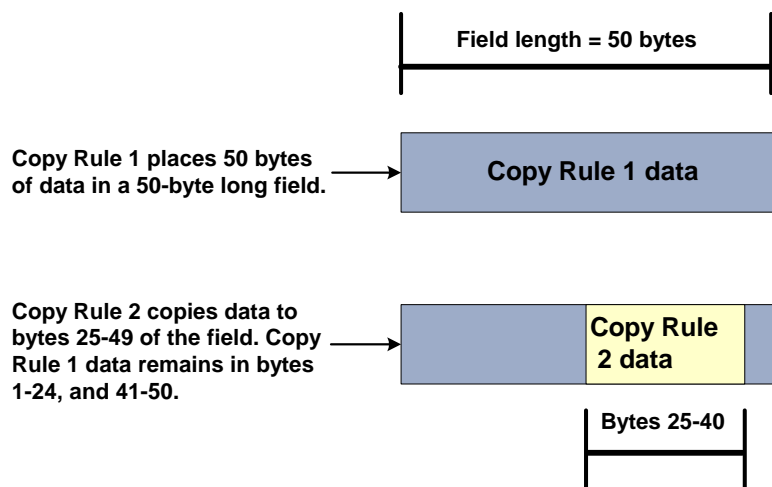 Field length = 50 bytes
Copy Rule 1 places 50 bytes
of data in a 50-byte long field.
Copy Rule 1 data
Copy Rule 2 copies data to
bytes 25-49 of the field. Copy
Rule 1 data remains in bytes
1-24, and 41-50.
Copy Rule
2 data
Bytes 25-40